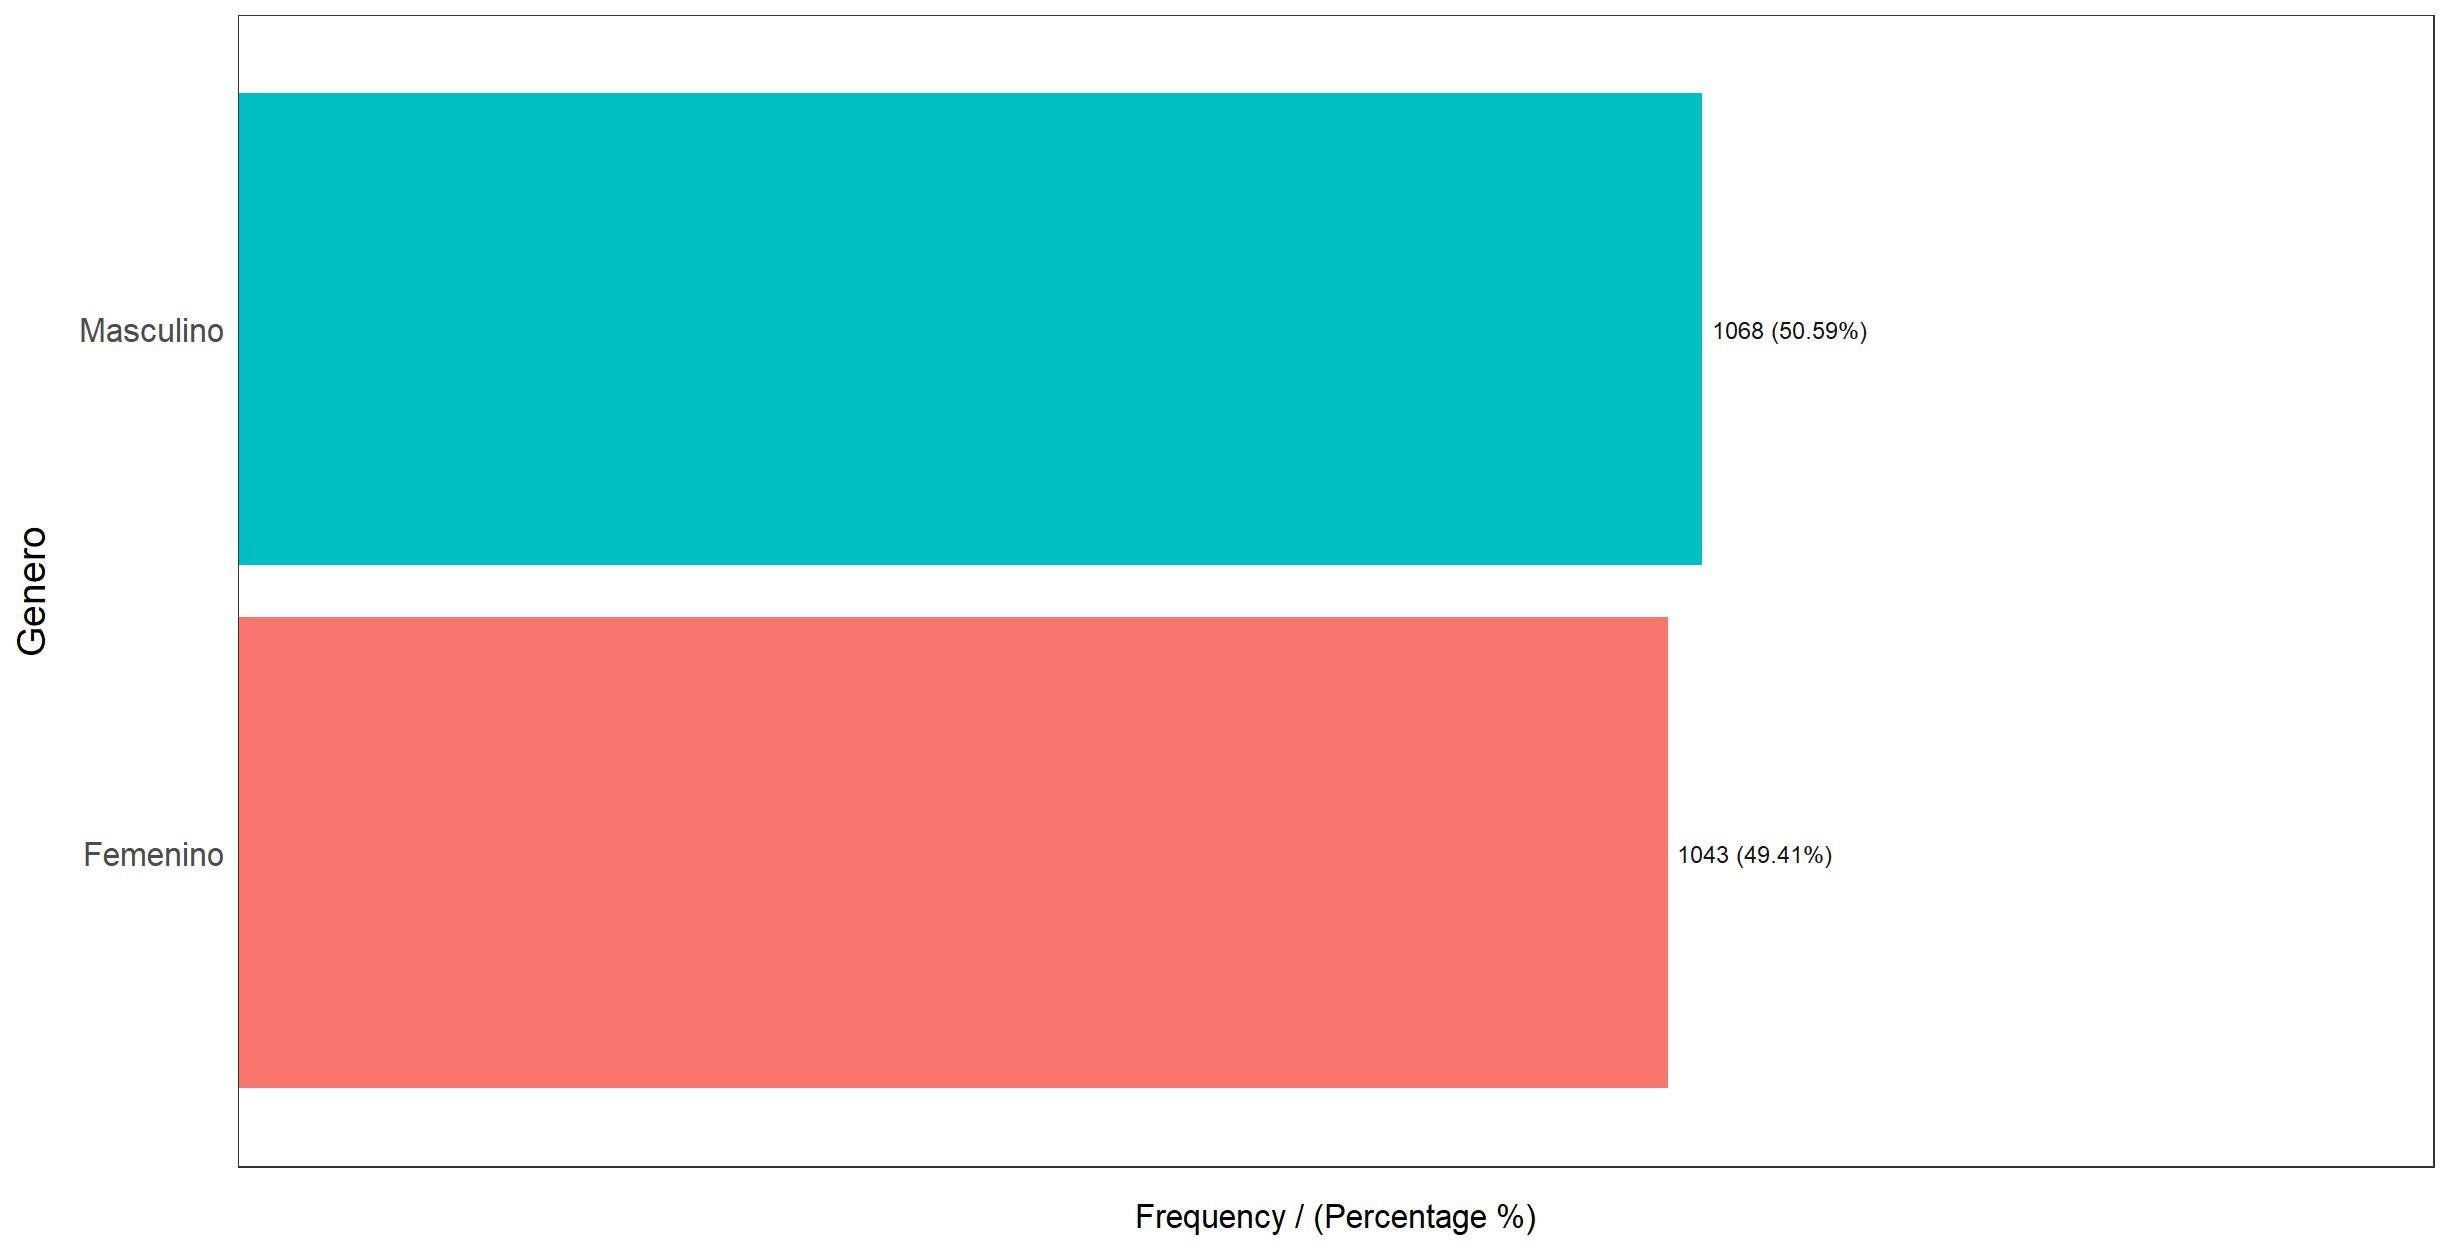 Genero
Masculino
1068 (50.59%)
Femenino
1043 (49.41%)
Frequency / (Percentage %)